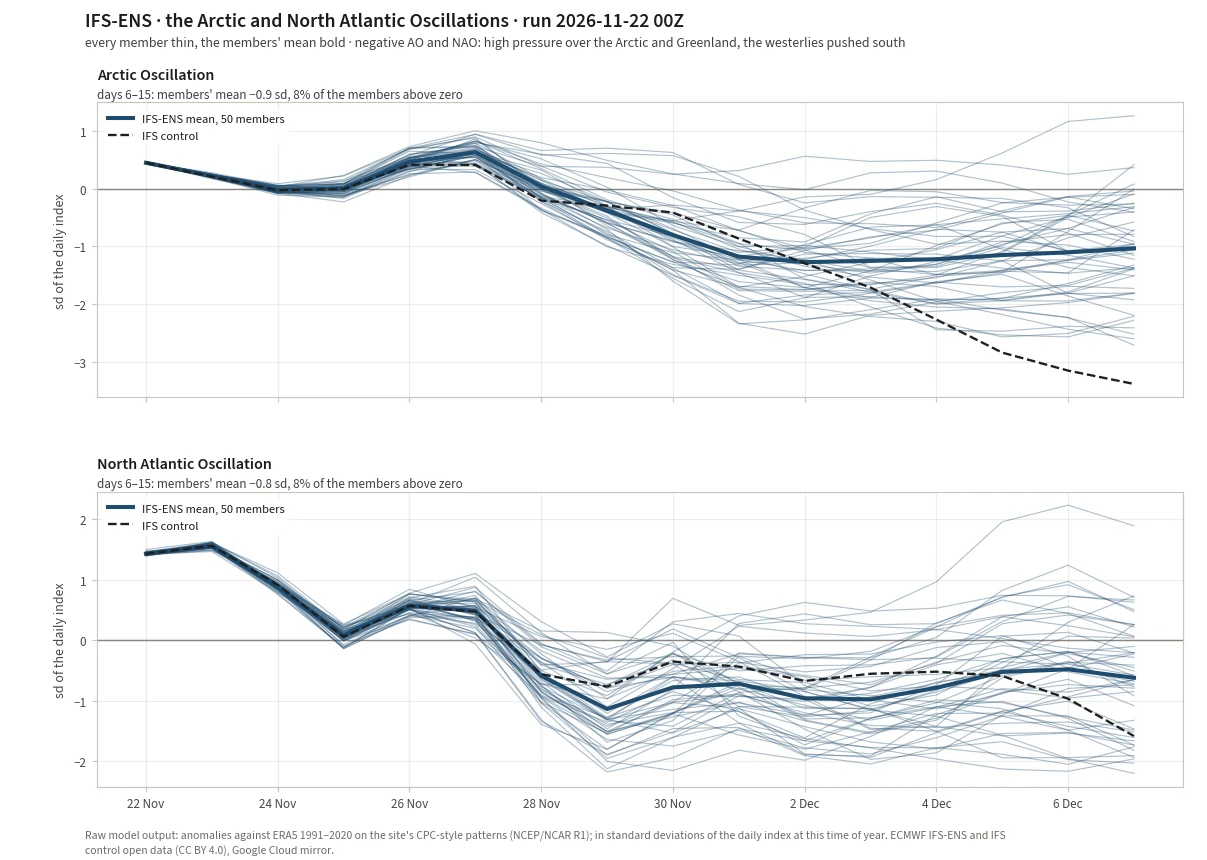 IFS-ENS · the Arctic and North Atlantic Oscillations · run 2026-11-22 00Z
every member thin, the members' mean bold · negative AO and NAO: high pressure over the Arctic and Greenland, the westerlies pushed south
Arctic Oscillation
days 6–15: members' mean −0.9 sd, 8% of the members above zero
IFS-ENS mean, 50 members
IFS control
sd of the daily index
1
0
−1
−2
−3
North Atlantic Oscillation
days 6–15: members' mean −0.8 sd, 8% of the members above zero
IFS-ENS mean, 50 members
IFS control
sd of the daily index
2
1
0
−1
−2
22 Nov
24 Nov
26 Nov
28 Nov
30 Nov
2 Dec
4 Dec
6 Dec
Raw model output: anomalies against ERA5 1991–2020 on the site's CPC-style patterns (NCEP/NCAR R1); in standard deviations of the daily index at this time of year. ECMWF IFS-ENS and IFS
control open data (CC BY 4.0), Google Cloud mirror.